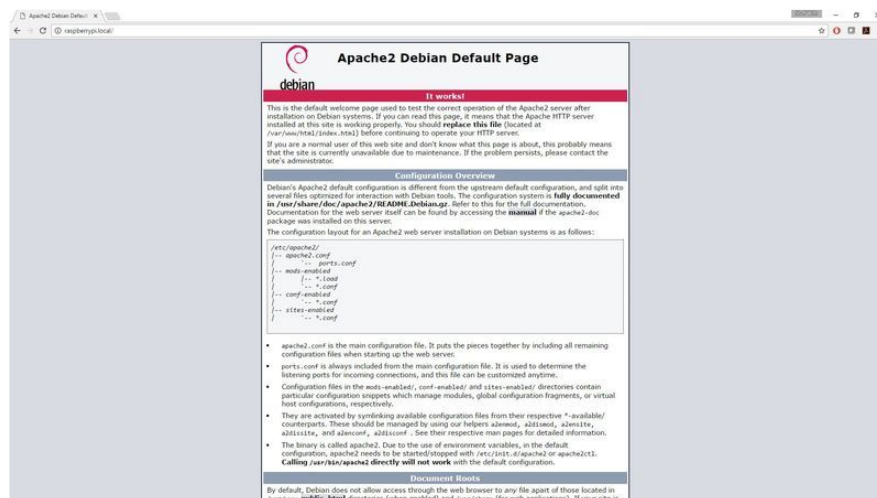 Apache2 Debian Default
raspberrypi.local/
Apache2 Debian Default Page
debian
It works!
This is the default welcome page used to test the correct operation of the Apache2 server after
installation on Debian systems. If you can read this page, it means that the Apache HTTP server
installed at this site is working properly. You should replace this file (located at
/var/www/html/index.html) before continuing to operate your HTTP server.
If you are a normal user of this web site and don't know what this page is about, this probably means
that the site is currently unavailable due to maintenance. If the problem persists, please contact the
site's administrator.
Configuration Overview
Debian's Apache2 default configuration is different from the upstream default configuration, and split into
several files optimized for interaction with Debian tools. The configuration system is fully documented
in /usr/share/doc/apache2/README.Debian.gz. Refer to this for the full documentation.
Documentation for the web server itself can be found by accessing the manual if the apache2-doc
package was installed on this server.
The configuration layout for an Apache2 web server installation on Debian systems is as follows:
/etc/apache2/
|-- apache2.conf
|       `-- ports.conf
|-- mods-enabled
|       |-- *.load
|       `-- *.conf
|-- conf-enabled
|       `-- *.conf
|-- sites-enabled
|       `-- *.conf
• apache2.conf is the main configuration file. It puts the pieces together by including all remaining
configuration files when starting up the web server.
• ports.conf is always included from the main configuration file. It is used to determine the
listening ports for incoming connections, and this file can be customized anytime.
• Configuration files in the mods-enabled/, conf-enabled/ and sites-enabled/ directories contain
particular configuration snippets which manage modules, global configuration fragments, or virtual
host configurations, respectively.
• They are activated by symlinking available configuration files from their respective *-available/
counterparts. These should be managed by using our helpers a2enmod, a2dismod, a2ensite,
a2dissite, and a2enconf, a2disconf . See their respective man pages for detailed information.
• The binary is called apache2. Due to the use of environment variables, in the default
configuration, apache2 needs to be started/stopped with /etc/init.d/apache2 or apache2ctl.
Calling /usr/bin/apache2 directly will not work with the default configuration.
Document Roots
By default, Debian does not allow access through the web browser to any file apart of those located in